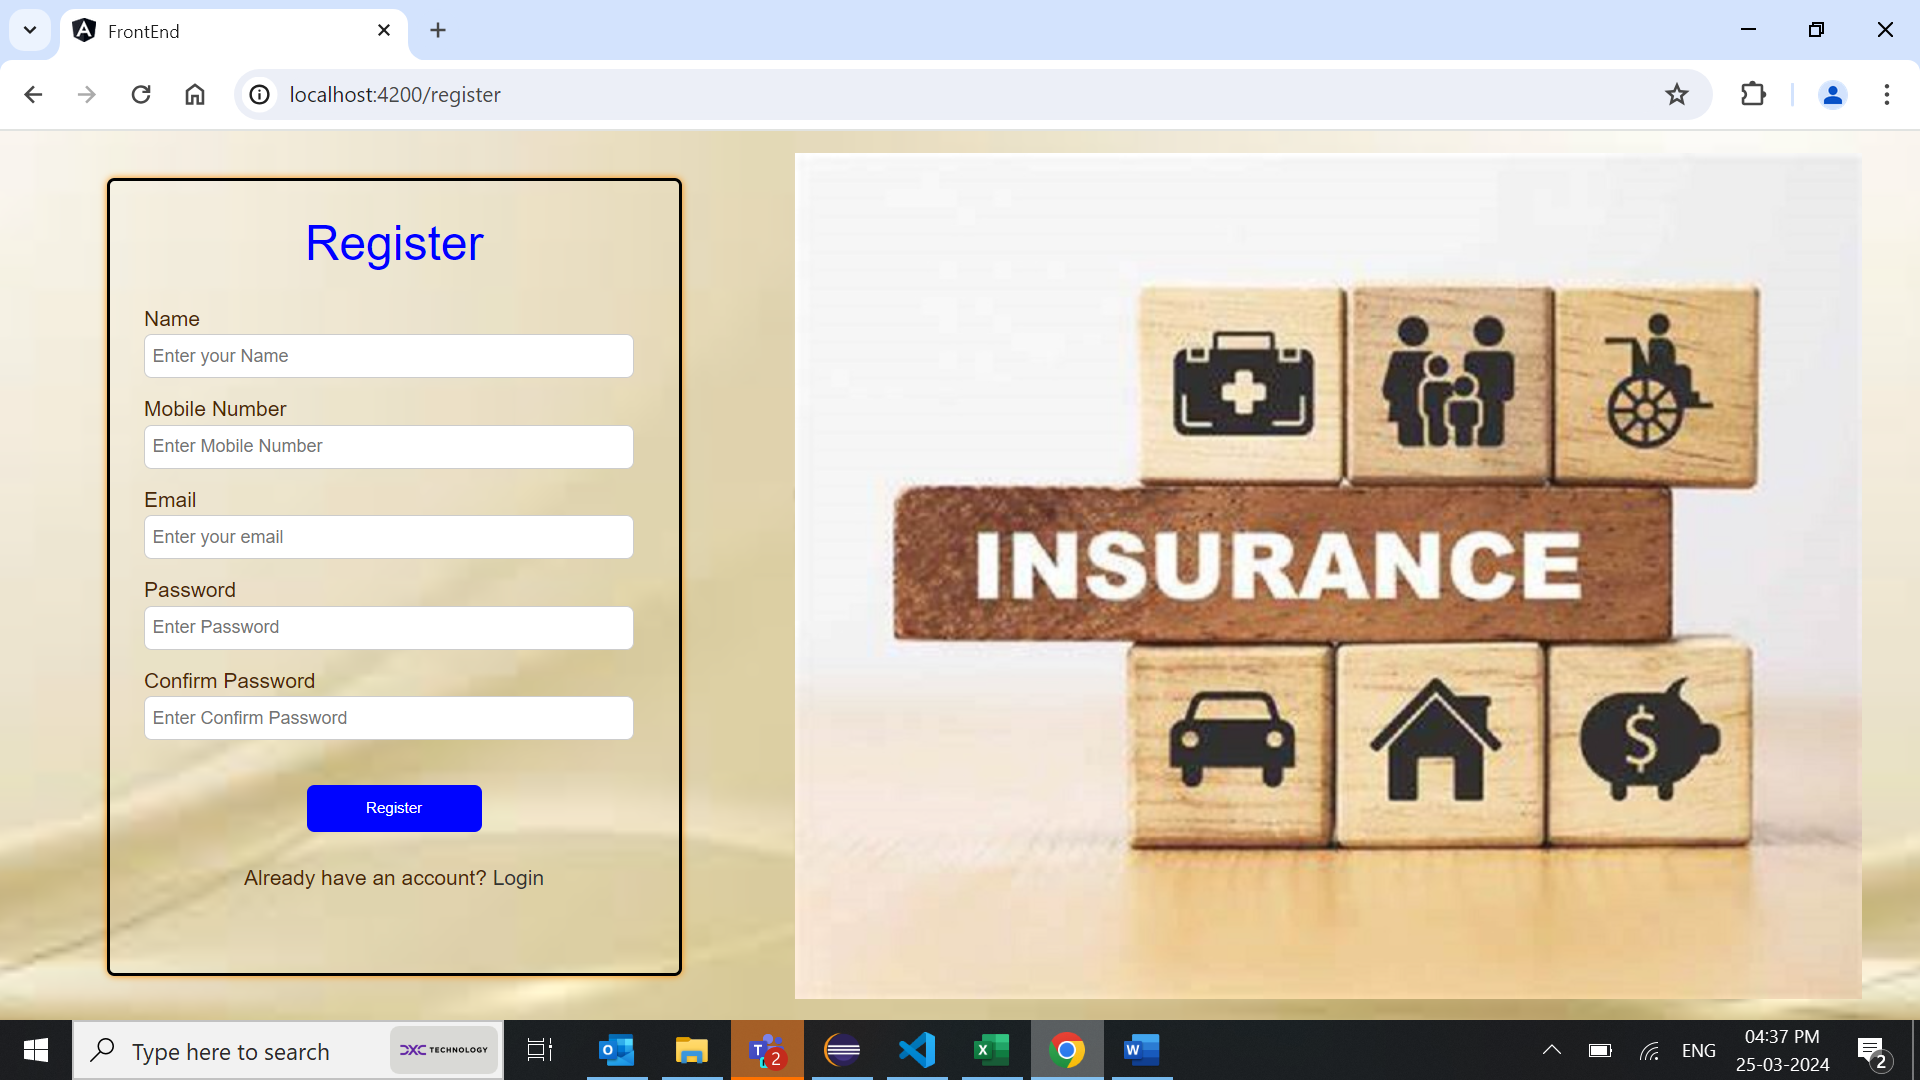 FrontEnd
localhost:4200/register
Register
Name
Enter your Name
Mobile Number
Enter Mobile Number
Email
Enter your email
Password
Enter Password
Confirm Password
Enter Confirm Password
Register
Already have an account? Login
INSURANCE
$
Type here to search
DXC TECHNOLOGY
O
T
2
X
W
ENG
04:37 PM
25-03-2024
2